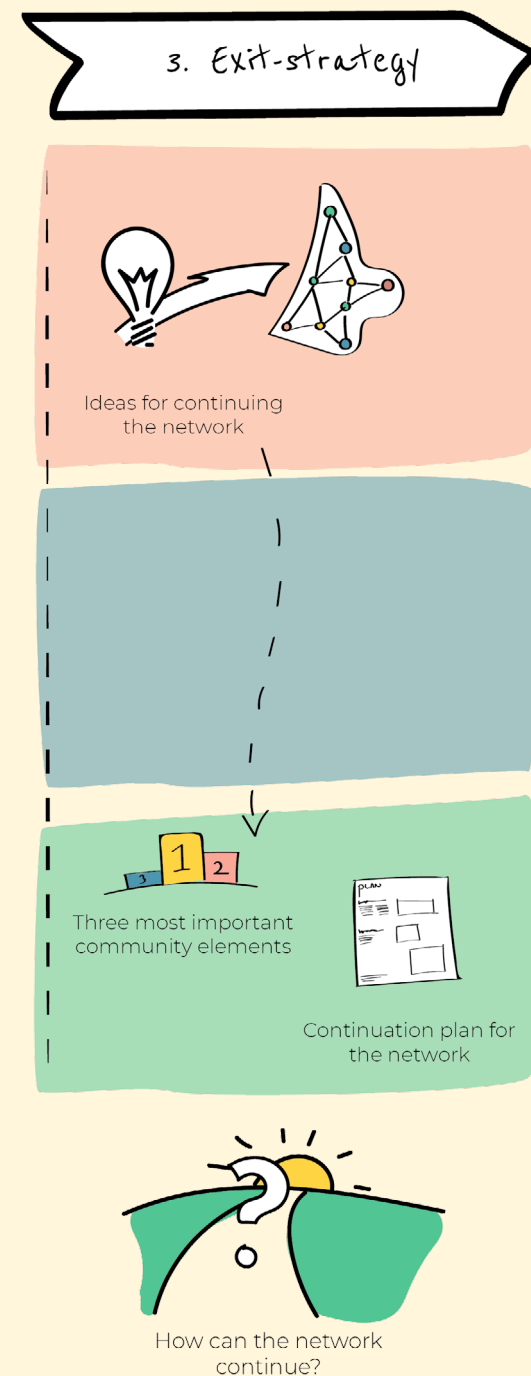 3. Exit-strategy
Ideas for continuing
the network
3
1
2
Three most important
community elements
PLAN
Continuation plan for
the network
?
How can the network
continue?